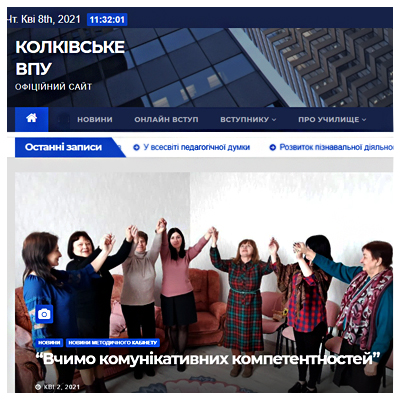 Чт. Кві 8th, 2021 11:32:01
КОЛКІВСЬКЕ
ВПУ
ОФІЦІЙНИЙ САЙТ
НОВИНИ ОНЛАЙН ВСТУП ВСТУПНИКУ ПРО УЧИЛИЩЕ
Останні записи У всесвіті педагогічної думки Розвиток пізнавальної діяльно
НОВИНИ НОВИНИ МЕТОДИЧНОГО КАБІНЕТУ
“Вчимо комунікативних компетентностей”
КВІ 2, 2021